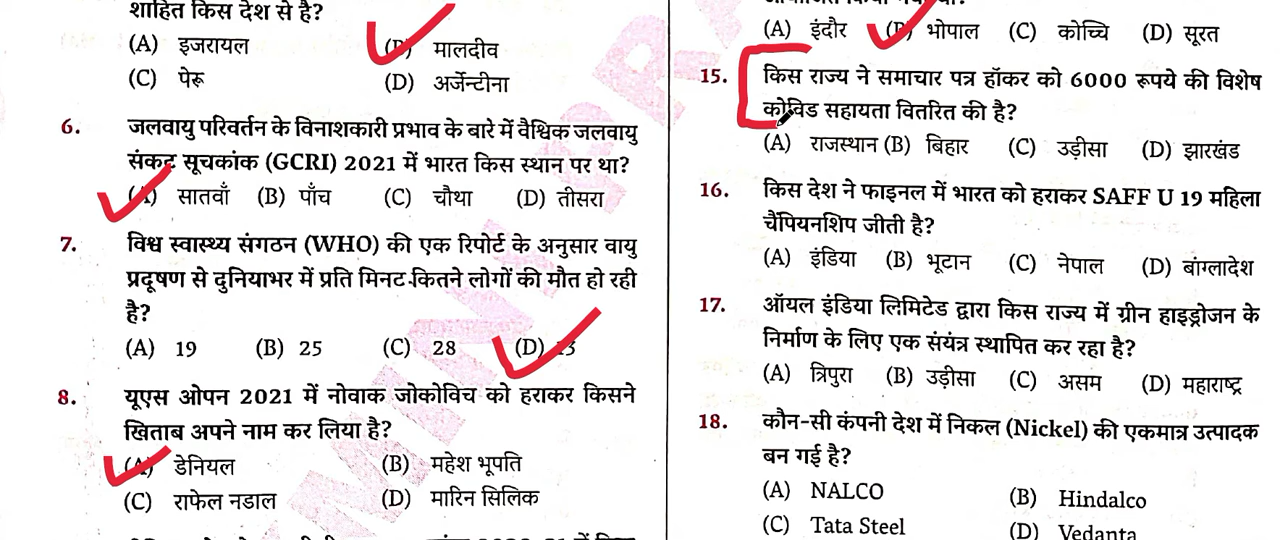 शाहित किस देश से है?
(A) इजरायल (B) मालदीव
(C) पेरू (D) अर्जेन्टीना
6. जलवायु परिवर्तन के विनाशकारी प्रभाव के बारे में वैश्विक जलवायु
संकट सूचकांक (GCRI) 2021 में भारत किस स्थान पर था?
(A) सातवाँ (B) पाँच (C) चौथा (D) तीसरा
7. विश्व स्वास्थ्य संगठन (WHO) की एक रिपोर्ट के अनुसार वायु
प्रदूषण से दुनियाभर में प्रति मिनट कितने लोगों की मौत हो रही
है?
(A) 19 (B) 25 (C) 28 (D)
8. यूएस ओपन 2021 में नोवाक जोकोविच को हराकर किसने
खिताब अपने नाम कर लिया है?
(A) डेनियल (B) महेश भूपति
(C) राफेल नडाल (D) मारिन सिलिक
(A) इंदौर (B) भोपाल (C) कोच्चि (D) सूरत
15. किस राज्य ने समाचार पत्र हॉकर को 6000 रूपये की विशेष
कोविड सहायता वितरित की है?
(A) राजस्थान (B) बिहार (C) उड़ीसा (D) झारखंड
16. किस देश ने फाइनल में भारत को हराकर SAFF U 19 महिला
चैंपियनशिप जीती है?
(A) इंडिया (B) भूटान (C) नेपाल (D) बांग्लादेश
17. ऑयल इंडिया लिमिटेड द्वारा किस राज्य में ग्रीन हाइड्रोजन के
निर्माण के लिए एक संयंत्र स्थापित कर रहा है?
(A) त्रिपुरा (B) उड़ीसा (C) असम (D) महाराष्ट्र
18. कौन-सी कंपनी देश में निकल (Nickel) की एकमात्र उत्पादक
बन गई है?
(A) NALCO (B) Hindalco
(C) Tata Steel (D) Vedanta